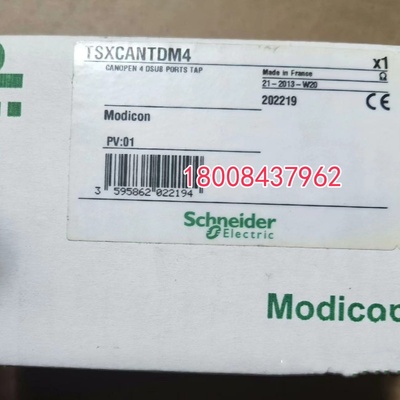 TSXCANTDM4
x1
CANOPEN 4 DSUB PORTS TAP
Made in France
21-2013-W20
202219
CE
Modicon
PV:01
3 595862 022194
18008437962
Schneider
Electric
Modicon